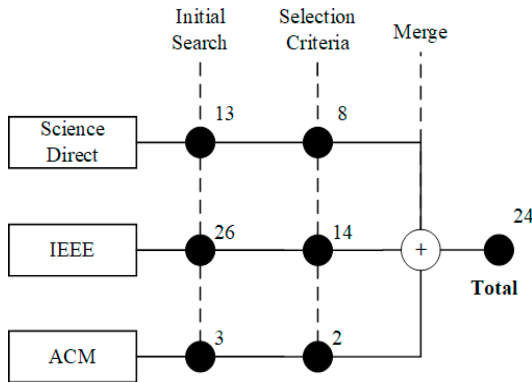 Initial
Search
Selection
Criteria
Merge
Science
Direct
13
8
IEEE
26
14
+
24
Total
ACM
3
2